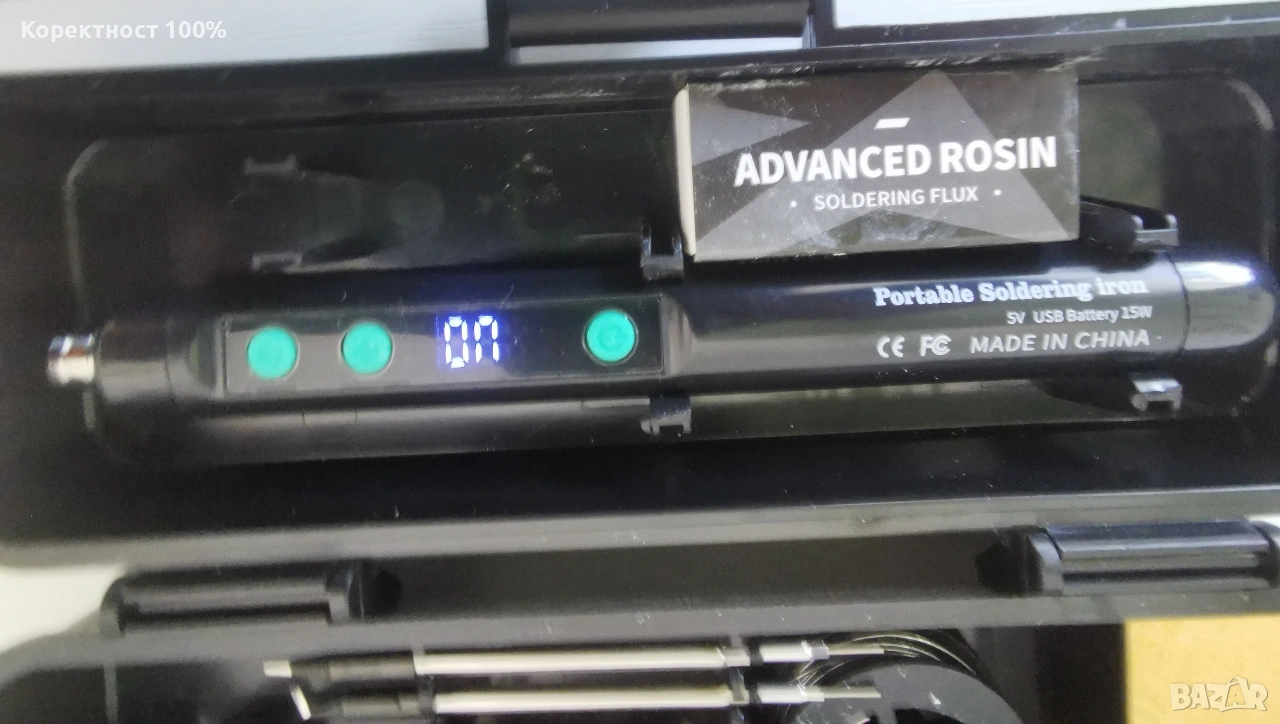 Коректност 100%
ADVANCED ROSIN
• SOLDERING FLUX •
ON
Portable Soldering iron
5V USB Battery 15W
CE FC MADE IN CHINA
BAZAR